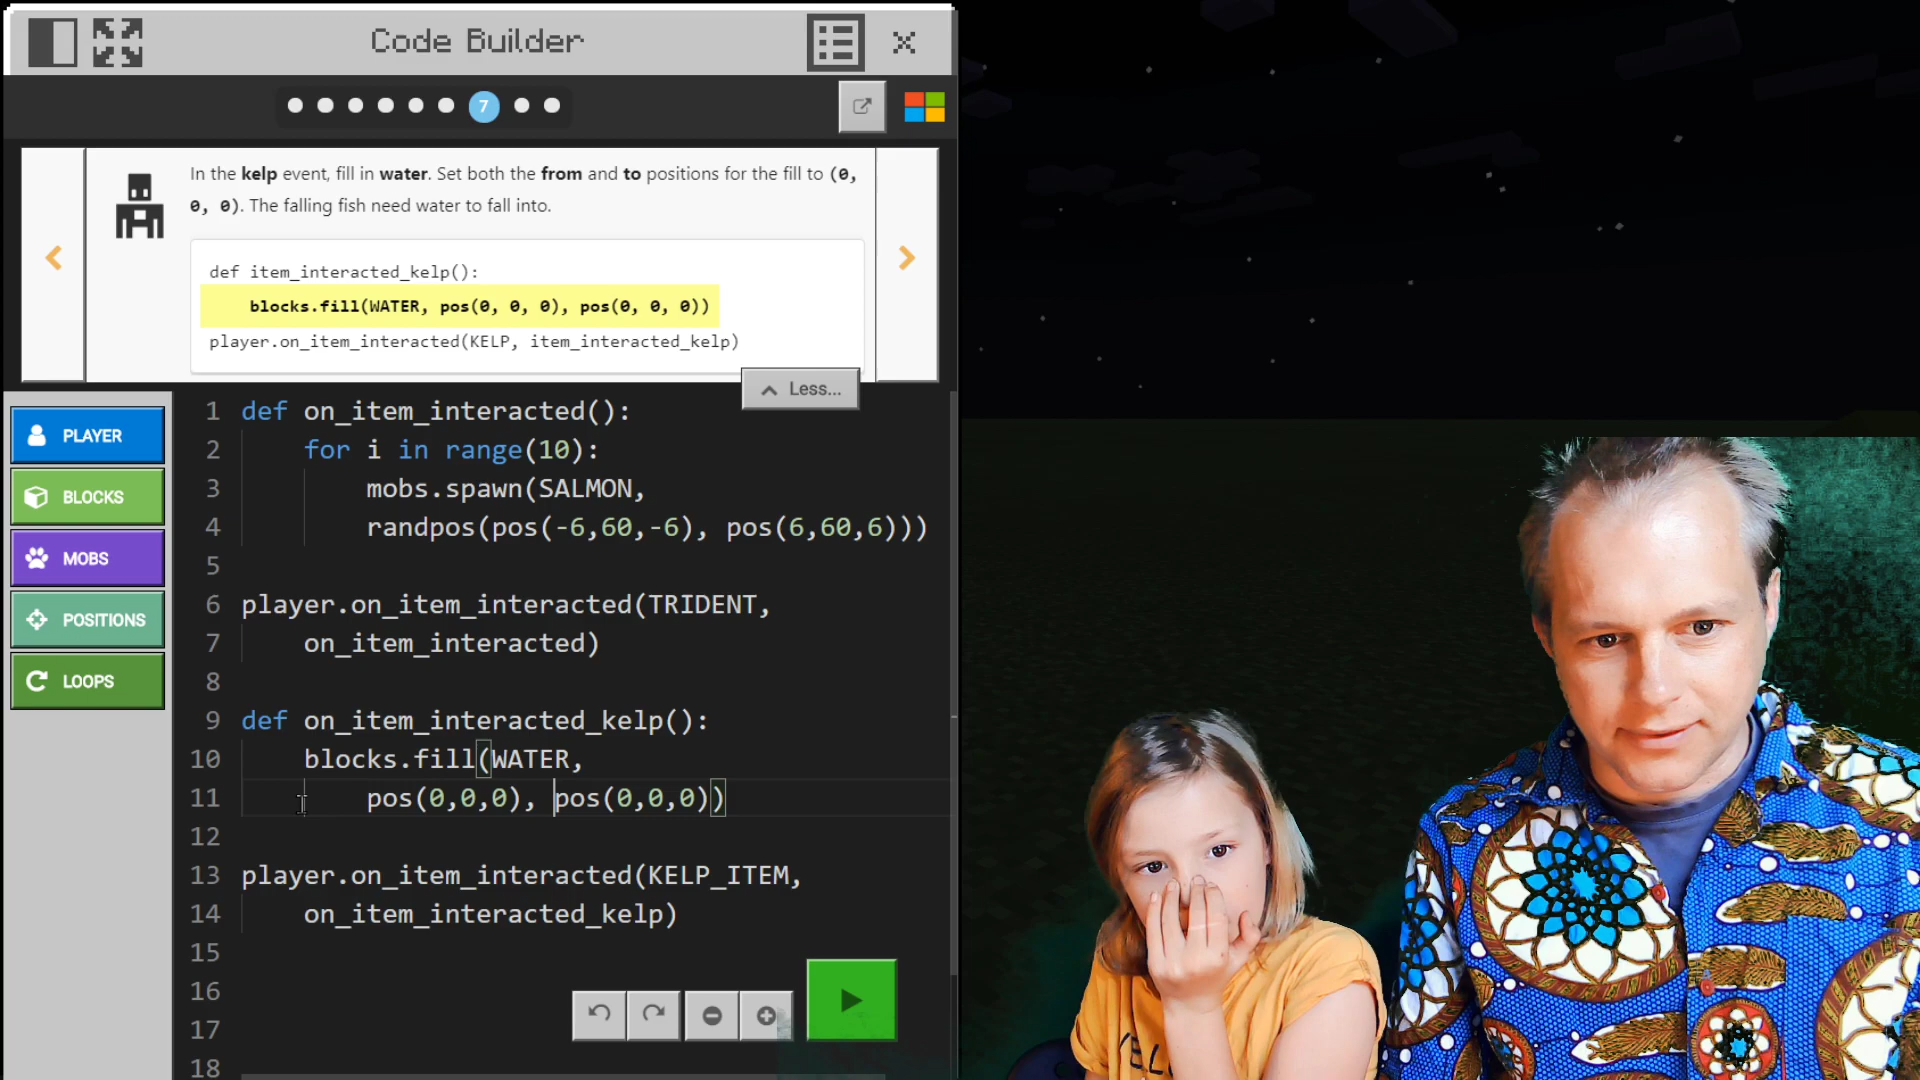 Code Builder
7
In the kelp event, fill in water. Set both the from and to positions for the fill to (0,
0, 0). The falling fish need water to fall into.
def item_interacted_kelp():
blocks.fill(WATER, pos(0, 0, 0), pos(0, 0, 0))
player.on_item_interacted(KELP, item_interacted_kelp)
Less...
PLAYER
BLOCKS
MOBS
POSITIONS
LOOPS
1 def on_item_interacted():
2 for i in range(10):
3 mobs.spawn(SALMON,
4 randpos(pos(-6,60,-6), pos(6,60,6)))
5
6 player.on_item_interacted(TRIDENT,
7 on_item_interacted)
8
9 def on_item_interacted_kelp():
10 blocks.fill(WATER,
11 pos(0,0,0), pos(0,0,0))
12
13 player.on_item_interacted(KELP_ITEM,
14 on_item_interacted_kelp)
15
16
17
18